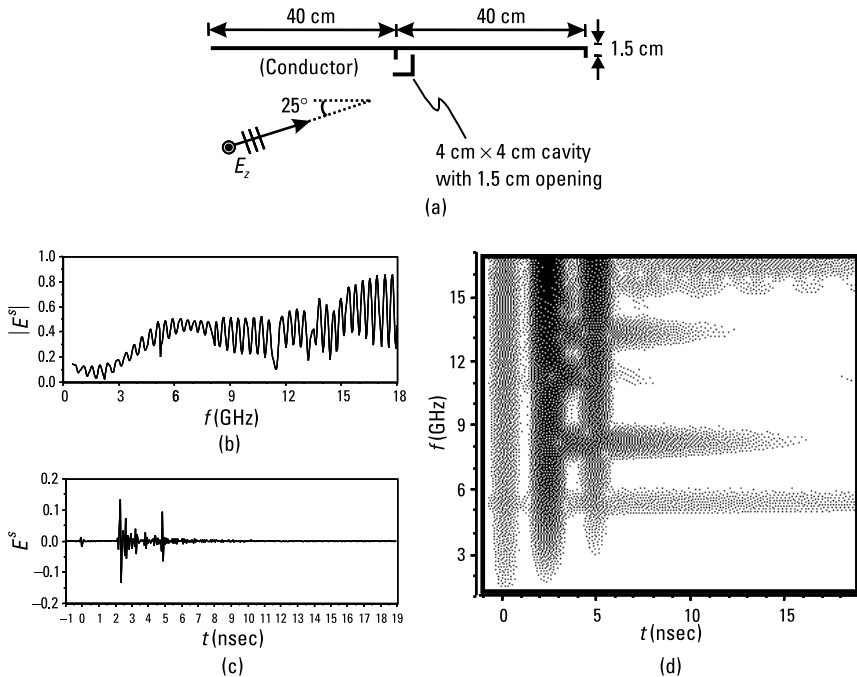 40 cm 40 cm
1.5 cm
(Conductor)
25°
E_z
4 cm × 4 cm cavity
with 1.5 cm opening
(a)
1.0
0.8
0.6
0.4
0.2
0.0
|E^s|
3 6 9 12 15 18
f (GHz)
(b)
0.2
0.1
0.0
−0.1
−0.2
E^s
−1 0 1 2 3 4 5 6 7 8 9 10 11 12 13 14 15 16 17 18 19
t (nsec)
(c)
15
12
9
6
3
f (GHz)
0 5 10 15
t (nsec)
(d)